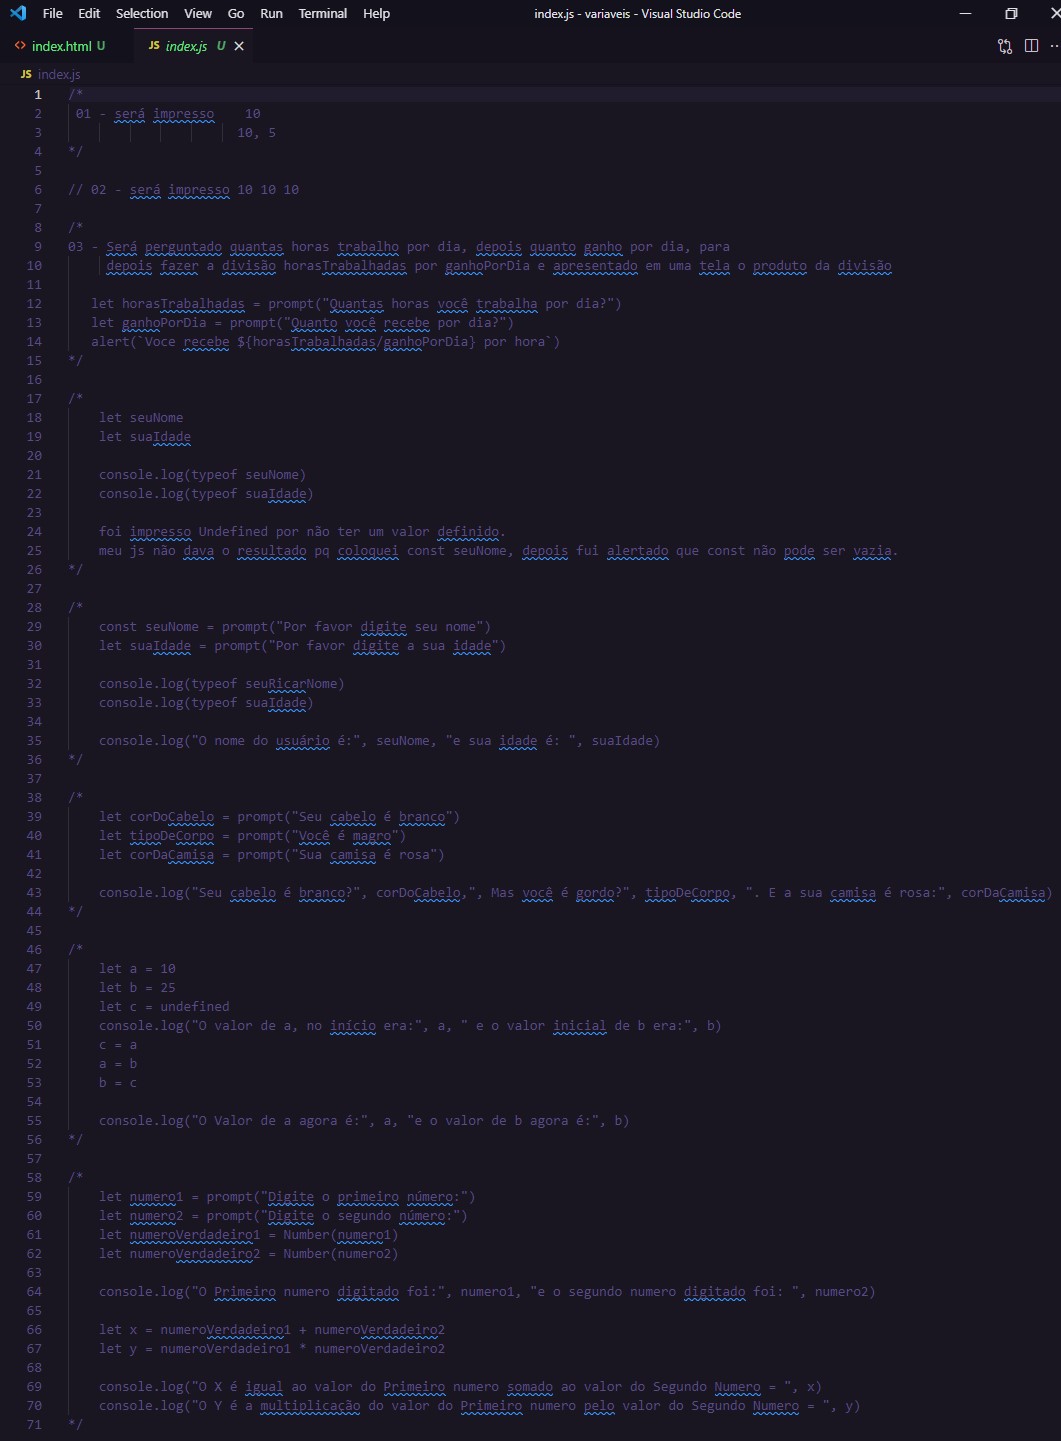 File Edit Selection View Go Run Terminal Help index.js - variaveis - Visual Studio Code
<> index.html U JS index.js U ×
JS index.js
1 /*
2 01 - será impresso 10
3 10, 5
4 */
5
6 // 02 - será impresso 10 10 10
7
8 /*
9 03 - Será perguntado quantas horas trabalho por dia, depois quanto ganho por dia, para
10 depois fazer a divisão horasTrabalhadas por ganhoPorDia e apresentado em uma tela o produto da divisão
11
12 let horasTrabalhadas = prompt("Quantas horas você trabalha por dia?")
13 let ganhoPorDia = prompt("Quanto você recebe por dia?")
14 alert(`Voce recebe ${horasTrabalhadas/ganhoPorDia} por hora`)
15 */
16
17 /*
18 let seuNome
19 let suaIdade
20
21 console.log(typeof seuNome)
22 console.log(typeof suaIdade)
23
24 foi impresso Undefined por não ter um valor definido.
25 meu js não dava o resultado pq coloquei const seuNome, depois fui alertado que const não pode ser vazia.
26 */
27
28 /*
29 const seuNome = prompt("Por favor digite seu nome")
30 let suaIdade = prompt("Por favor digite a sua idade")
31
32 console.log(typeof seuRicarNome)
33 console.log(typeof suaIdade)
34
35 console.log("O nome do usuário é:", seuNome, "e sua idade é: ", suaIdade)
36 */
37
38 /*
39 let corDoCabelo = prompt("Seu cabelo é branco")
40 let tipoDeCorpo = prompt("Você é magro")
41 let corDaCamisa = prompt("Sua camisa é rosa")
42
43 console.log("Seu cabelo é branco?", corDoCabelo,", Mas você é gordo?", tipoDeCorpo, ". E a sua camisa é rosa:", corDaCamisa)
44 */
45
46 /*
47 let a = 10
48 let b = 25
49 let c = undefined
50 console.log("O valor de a, no início era:", a, " e o valor inicial de b era:", b)
51 c = a
52 a = b
53 b = c
54
55 console.log("O Valor de a agora é:", a, "e o valor de b agora é:", b)
56 */
57
58 /*
59 let numero1 = prompt("Digite o primeiro número:")
60 let numero2 = prompt("Digite o segundo número:")
61 let numeroVerdadeiro1 = Number(numero1)
62 let numeroVerdadeiro2 = Number(numero2)
63
64 console.log("O Primeiro numero digitado foi:", numero1, "e o segundo numero digitado foi: ", numero2)
65
66 let x = numeroVerdadeiro1 + numeroVerdadeiro2
67 let y = numeroVerdadeiro1 * numeroVerdadeiro2
68
69 console.log("O X é igual ao valor do Primeiro numero somado ao valor do Segundo Numero = ", x)
70 console.log("O Y é a multiplicação do valor do Primeiro numero pelo valor do Segundo Numero = ", y)
71 */